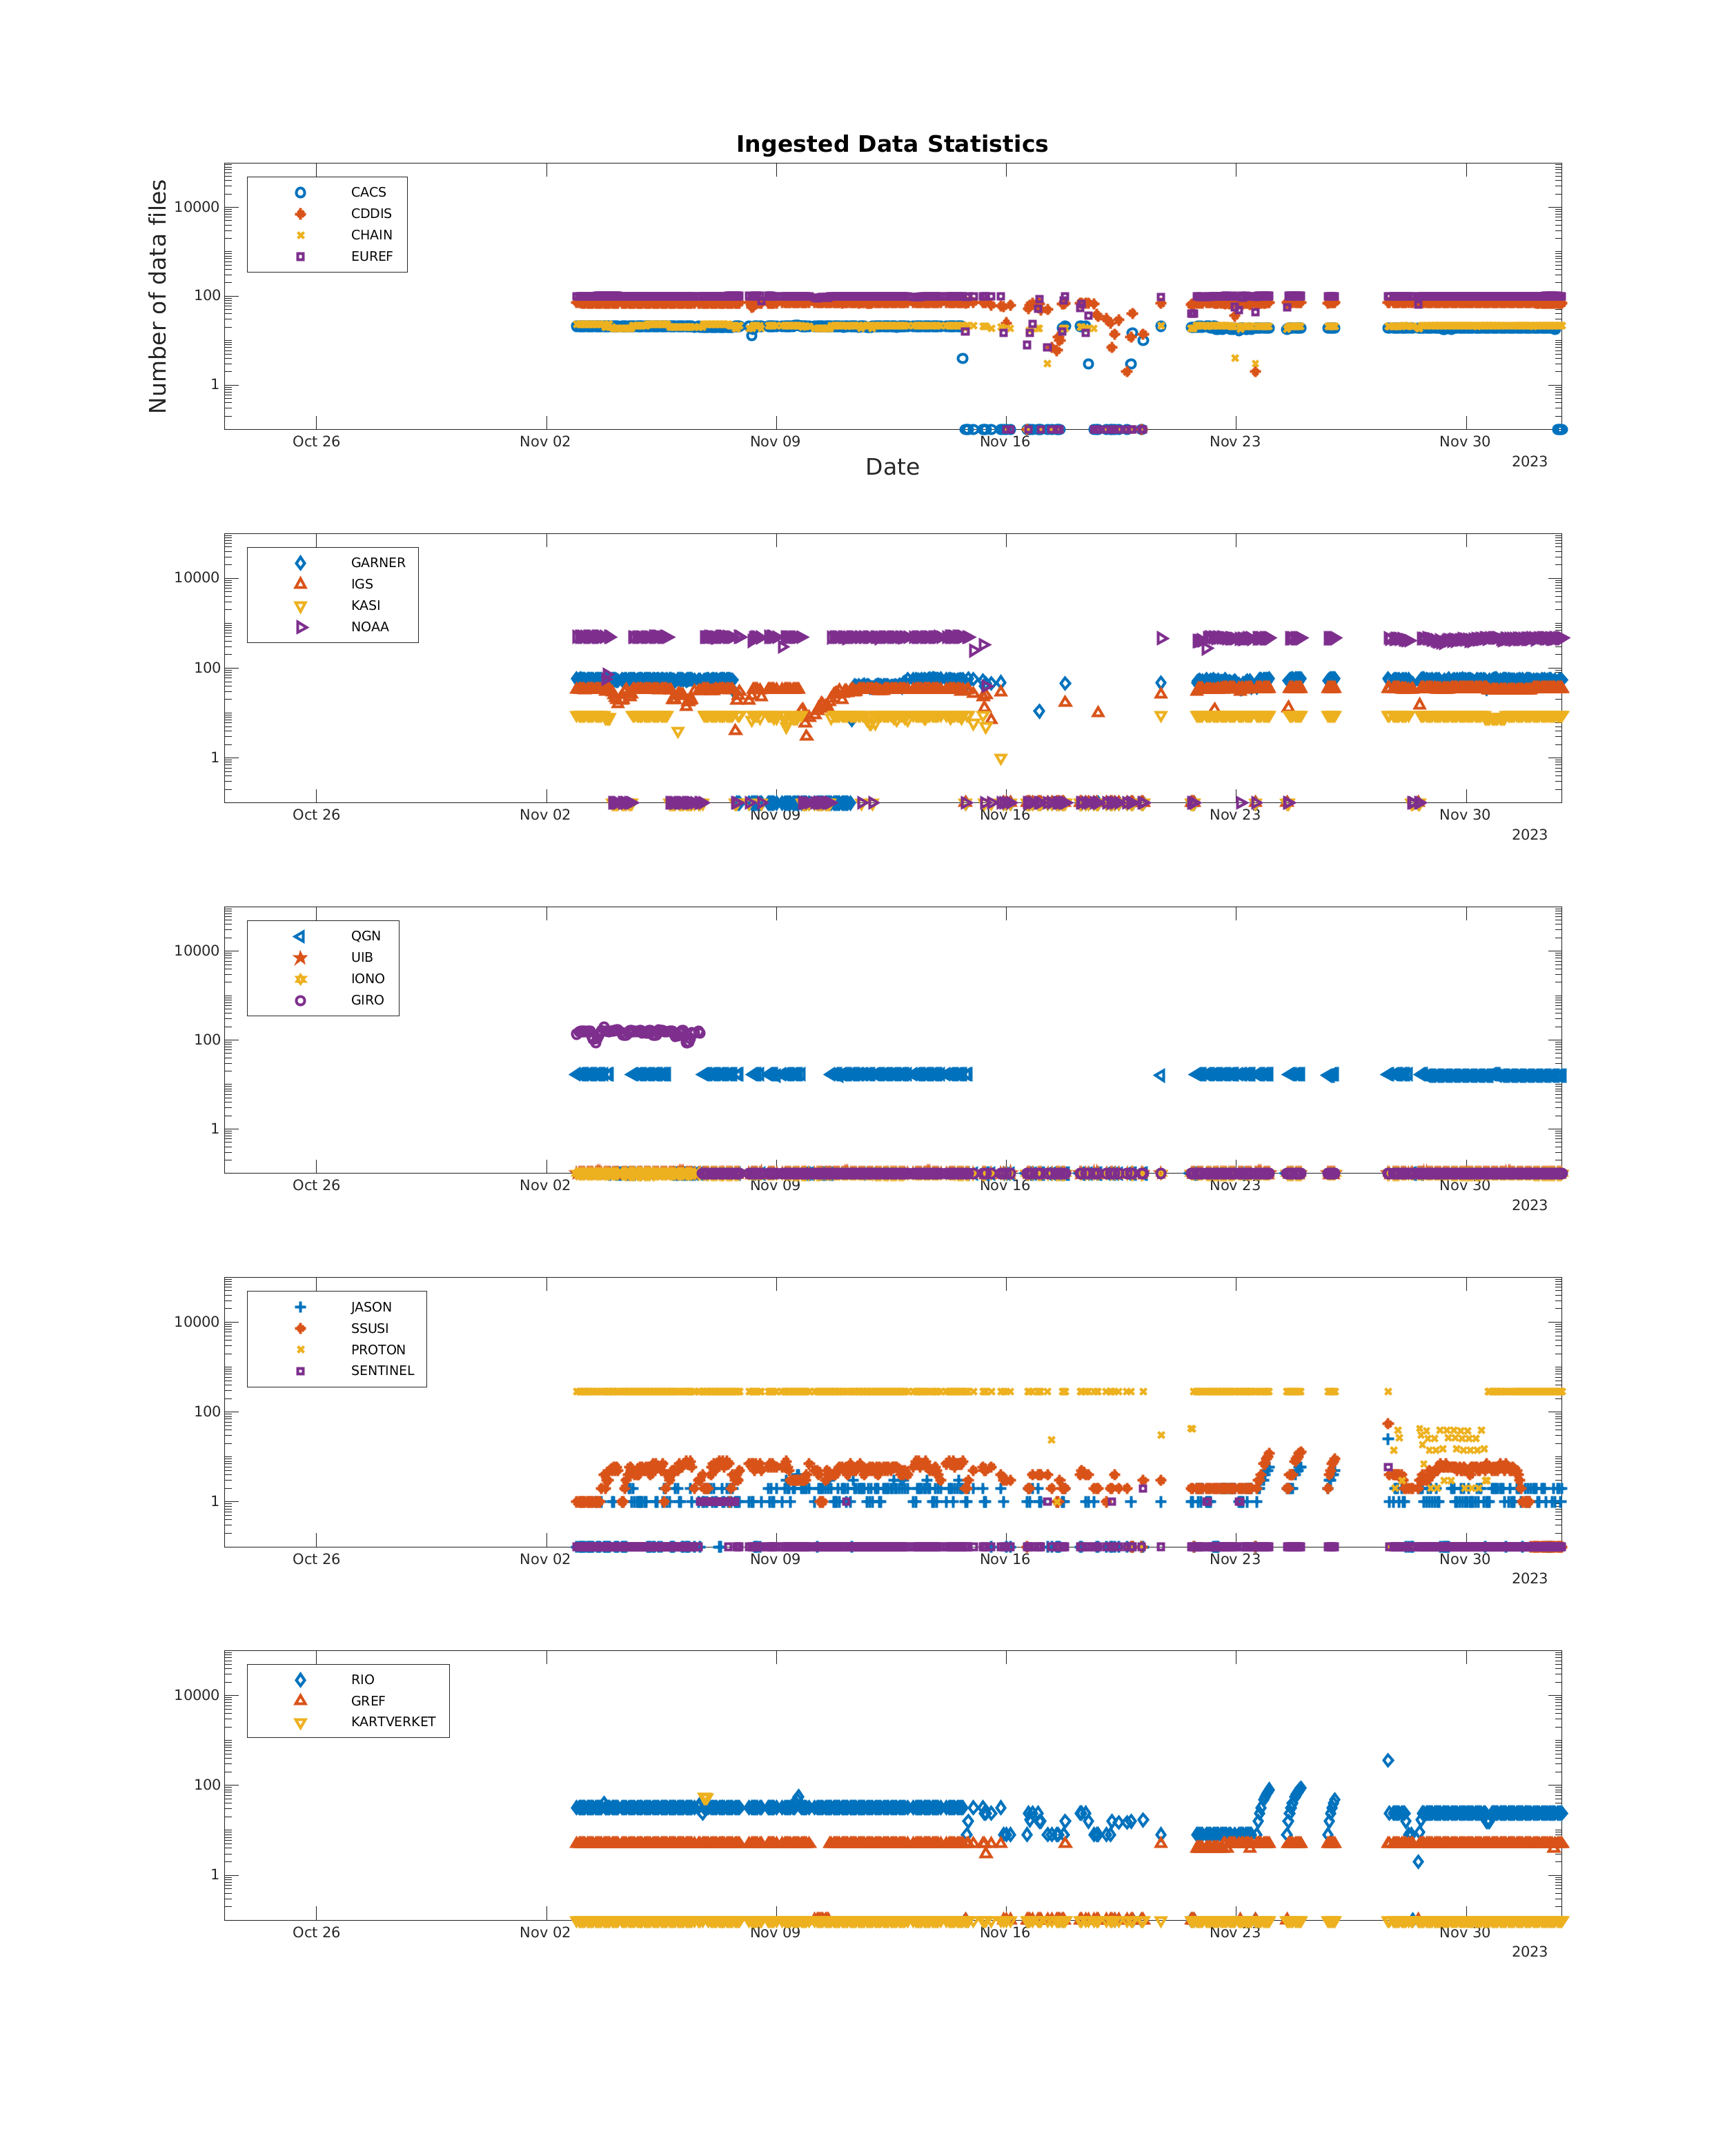 Ingested Data Statistics
Number of data files
10000
100
1
CACS
CDDIS
CHAIN
EUREF
Oct 26 Nov 02 Nov 09 Nov 16 Nov 23 Nov 30
2023
Date
10000
100
1
GARNER
IGS
KASI
NOAA
Oct 26 Nov 02 Nov 09 Nov 16 Nov 23 Nov 30
2023
10000
100
1
QGN
UIB
IONO
GIRO
Oct 26 Nov 02 Nov 09 Nov 16 Nov 23 Nov 30
2023
10000
100
1
JASON
SSUSI
PROTON
SENTINEL
Oct 26 Nov 02 Nov 09 Nov 16 Nov 23 Nov 30
2023
10000
100
1
RIO
GREF
KARTVERKET
Oct 26 Nov 02 Nov 09 Nov 16 Nov 23 Nov 30
2023